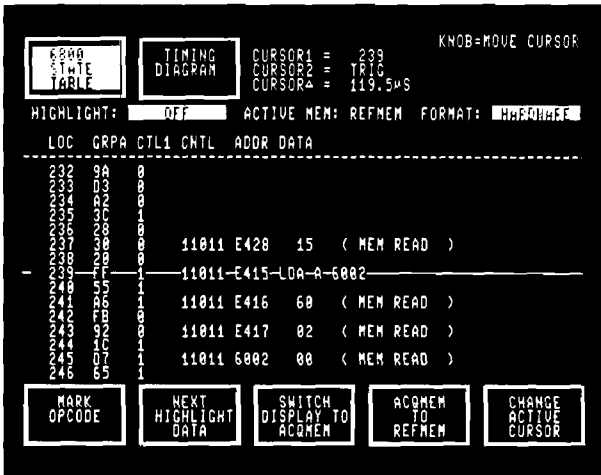 KNOB=MOVE CURSOR
6800 STATE TABLE
TIMING DIAGRAM
CURSOR1 = 239
CURSOR2 = TRIG
CURSOR△ = 119.5µS
HIGHLIGHT: OFF ACTIVE MEM: REFMEM FORMAT: HARDWARE
LOC GRPA CTL1 CNTL ADDR DATA
232 9A 0
233 D3 0
234 A2 0
235 3C 1
236 28 0
237 30 0 11011 E428 15 ( MEM READ )
238 20 0
239 FF 1 11011 E415 LDA A 6002
240 55 1
241 A6 1 11011 E416 60 ( MEM READ )
242 FB 0
243 92 0 11011 E417 02 ( MEM READ )
244 1C 1
245 D7 1 11011 6002 00 ( MEM READ )
246 65 1
MARK OPCODE
NEXT HIGHLIGHT DATA
SWITCH DISPLAY TO ACQMEM
ACQMEM TO REFMEM
CHANGE ACTIVE CURSOR